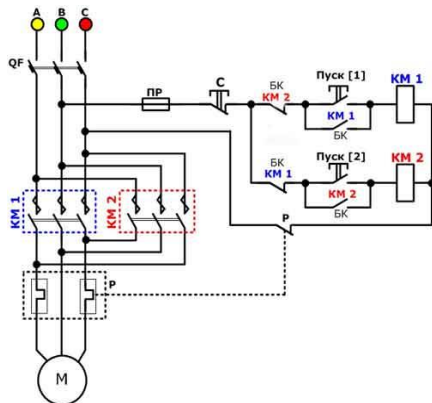 A B C
QF
ПР
С
БК
КМ 2
Пуск [1]
КМ 1
БК
КМ 1
БК
КМ 1
Пуск [2]
КМ 2
БК
КМ 2
Р
КМ 1
КМ 2
Р
М